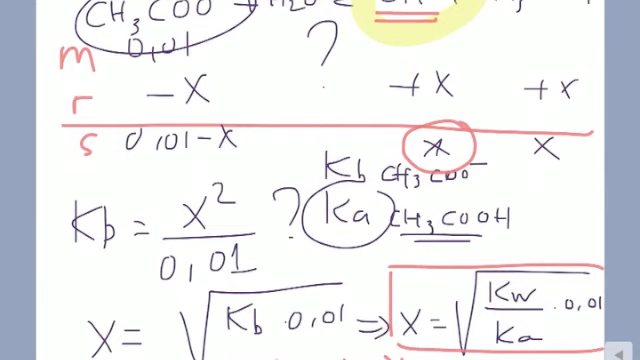 CH₃COO⁻ + H₂O
0,01
m
?
r −X +X +X
s 0,01−X X X
Kb CH₃COO⁻
Kb = X²/0,01 ? Ka CH₃COOH
X = √(Kb · 0,01) ⇒ X = √(Kw/Ka · 0,01)